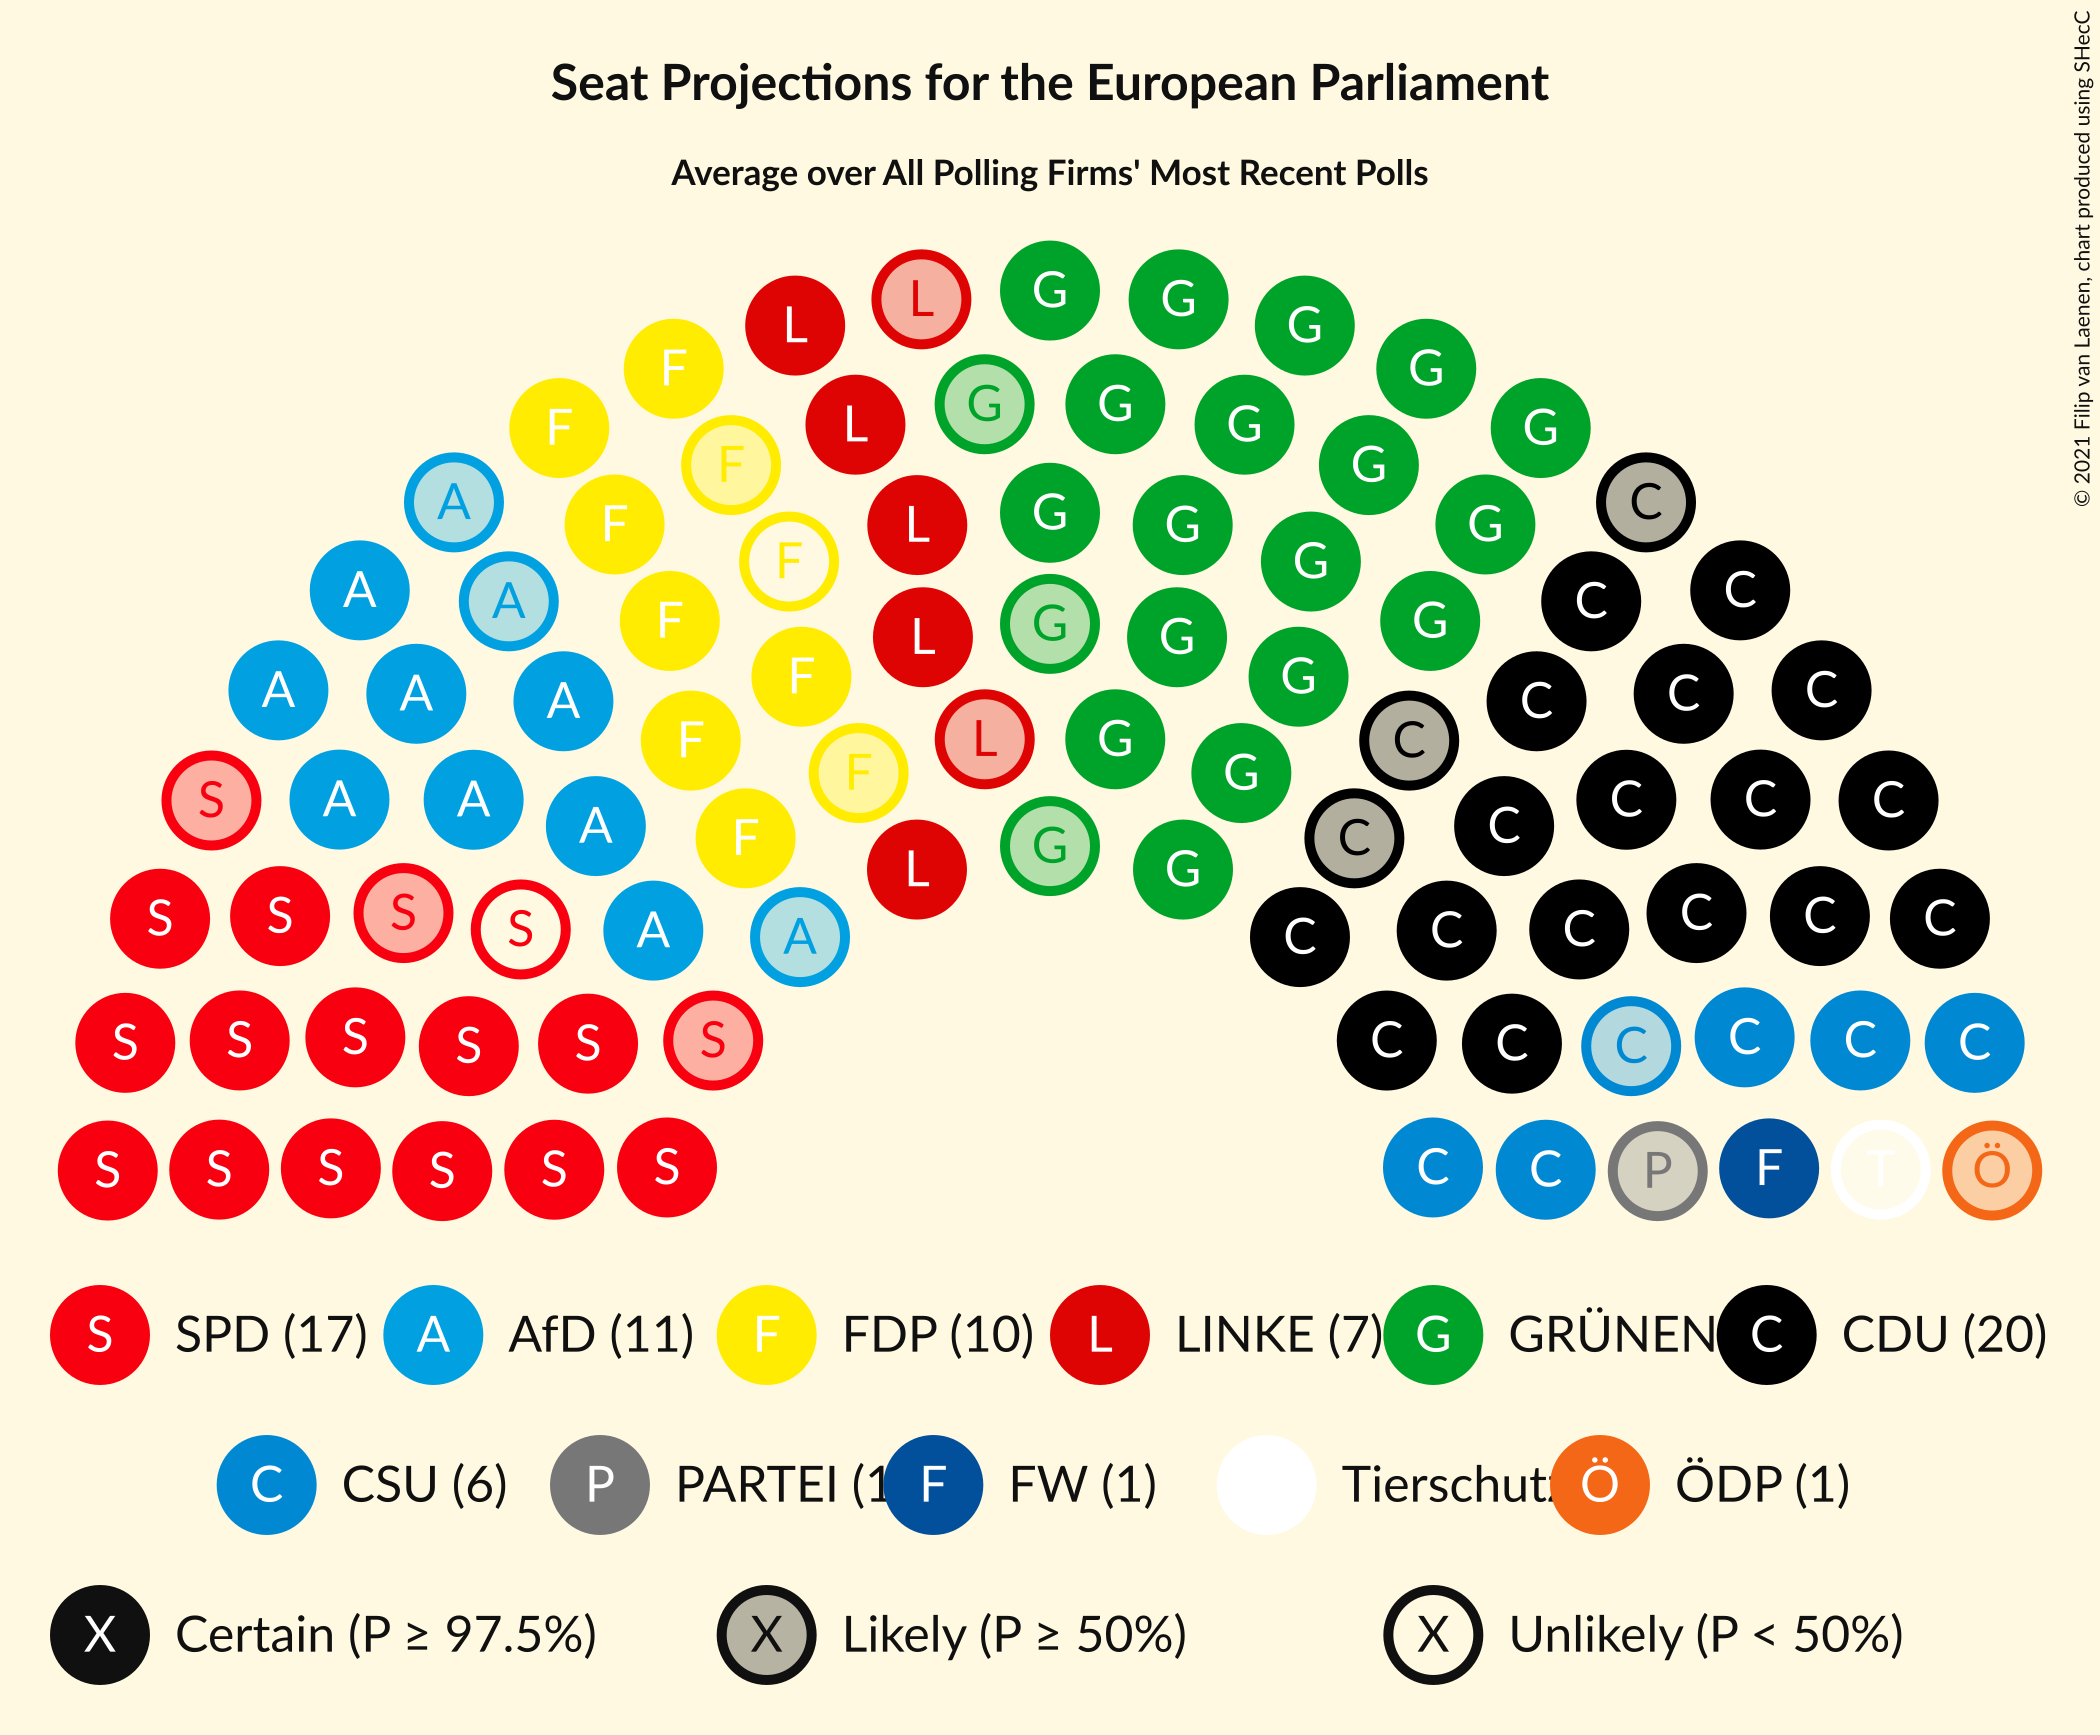 Seat Projections for the European Parliament
Average over All Polling Firms' Most Recent Polls
© 2021 Filip van Laenen, chart produced using SHecC
L G G G
L G
F G
F L G G G G
F G
A F G C
F L G G G
A F G C
A F G C
F L G G
A A A F G C C C
F L G C
S A A F G C C C
A F C C
S S S A L G C C C
S A A C C C C
S S S S S S C C C C C C
S S S S S S C C P F T Ö
S SPD (17) A AfD (11) F FDP (10) L LINKE (7) G GRÜNEN C CDU (20)
C CSU (6) P PARTEI (1 F FW (1) Tierschutz Ö ÖDP (1)
X Certain (P ≥ 97.5%) X Likely (P ≥ 50%) X Unlikely (P < 50%)